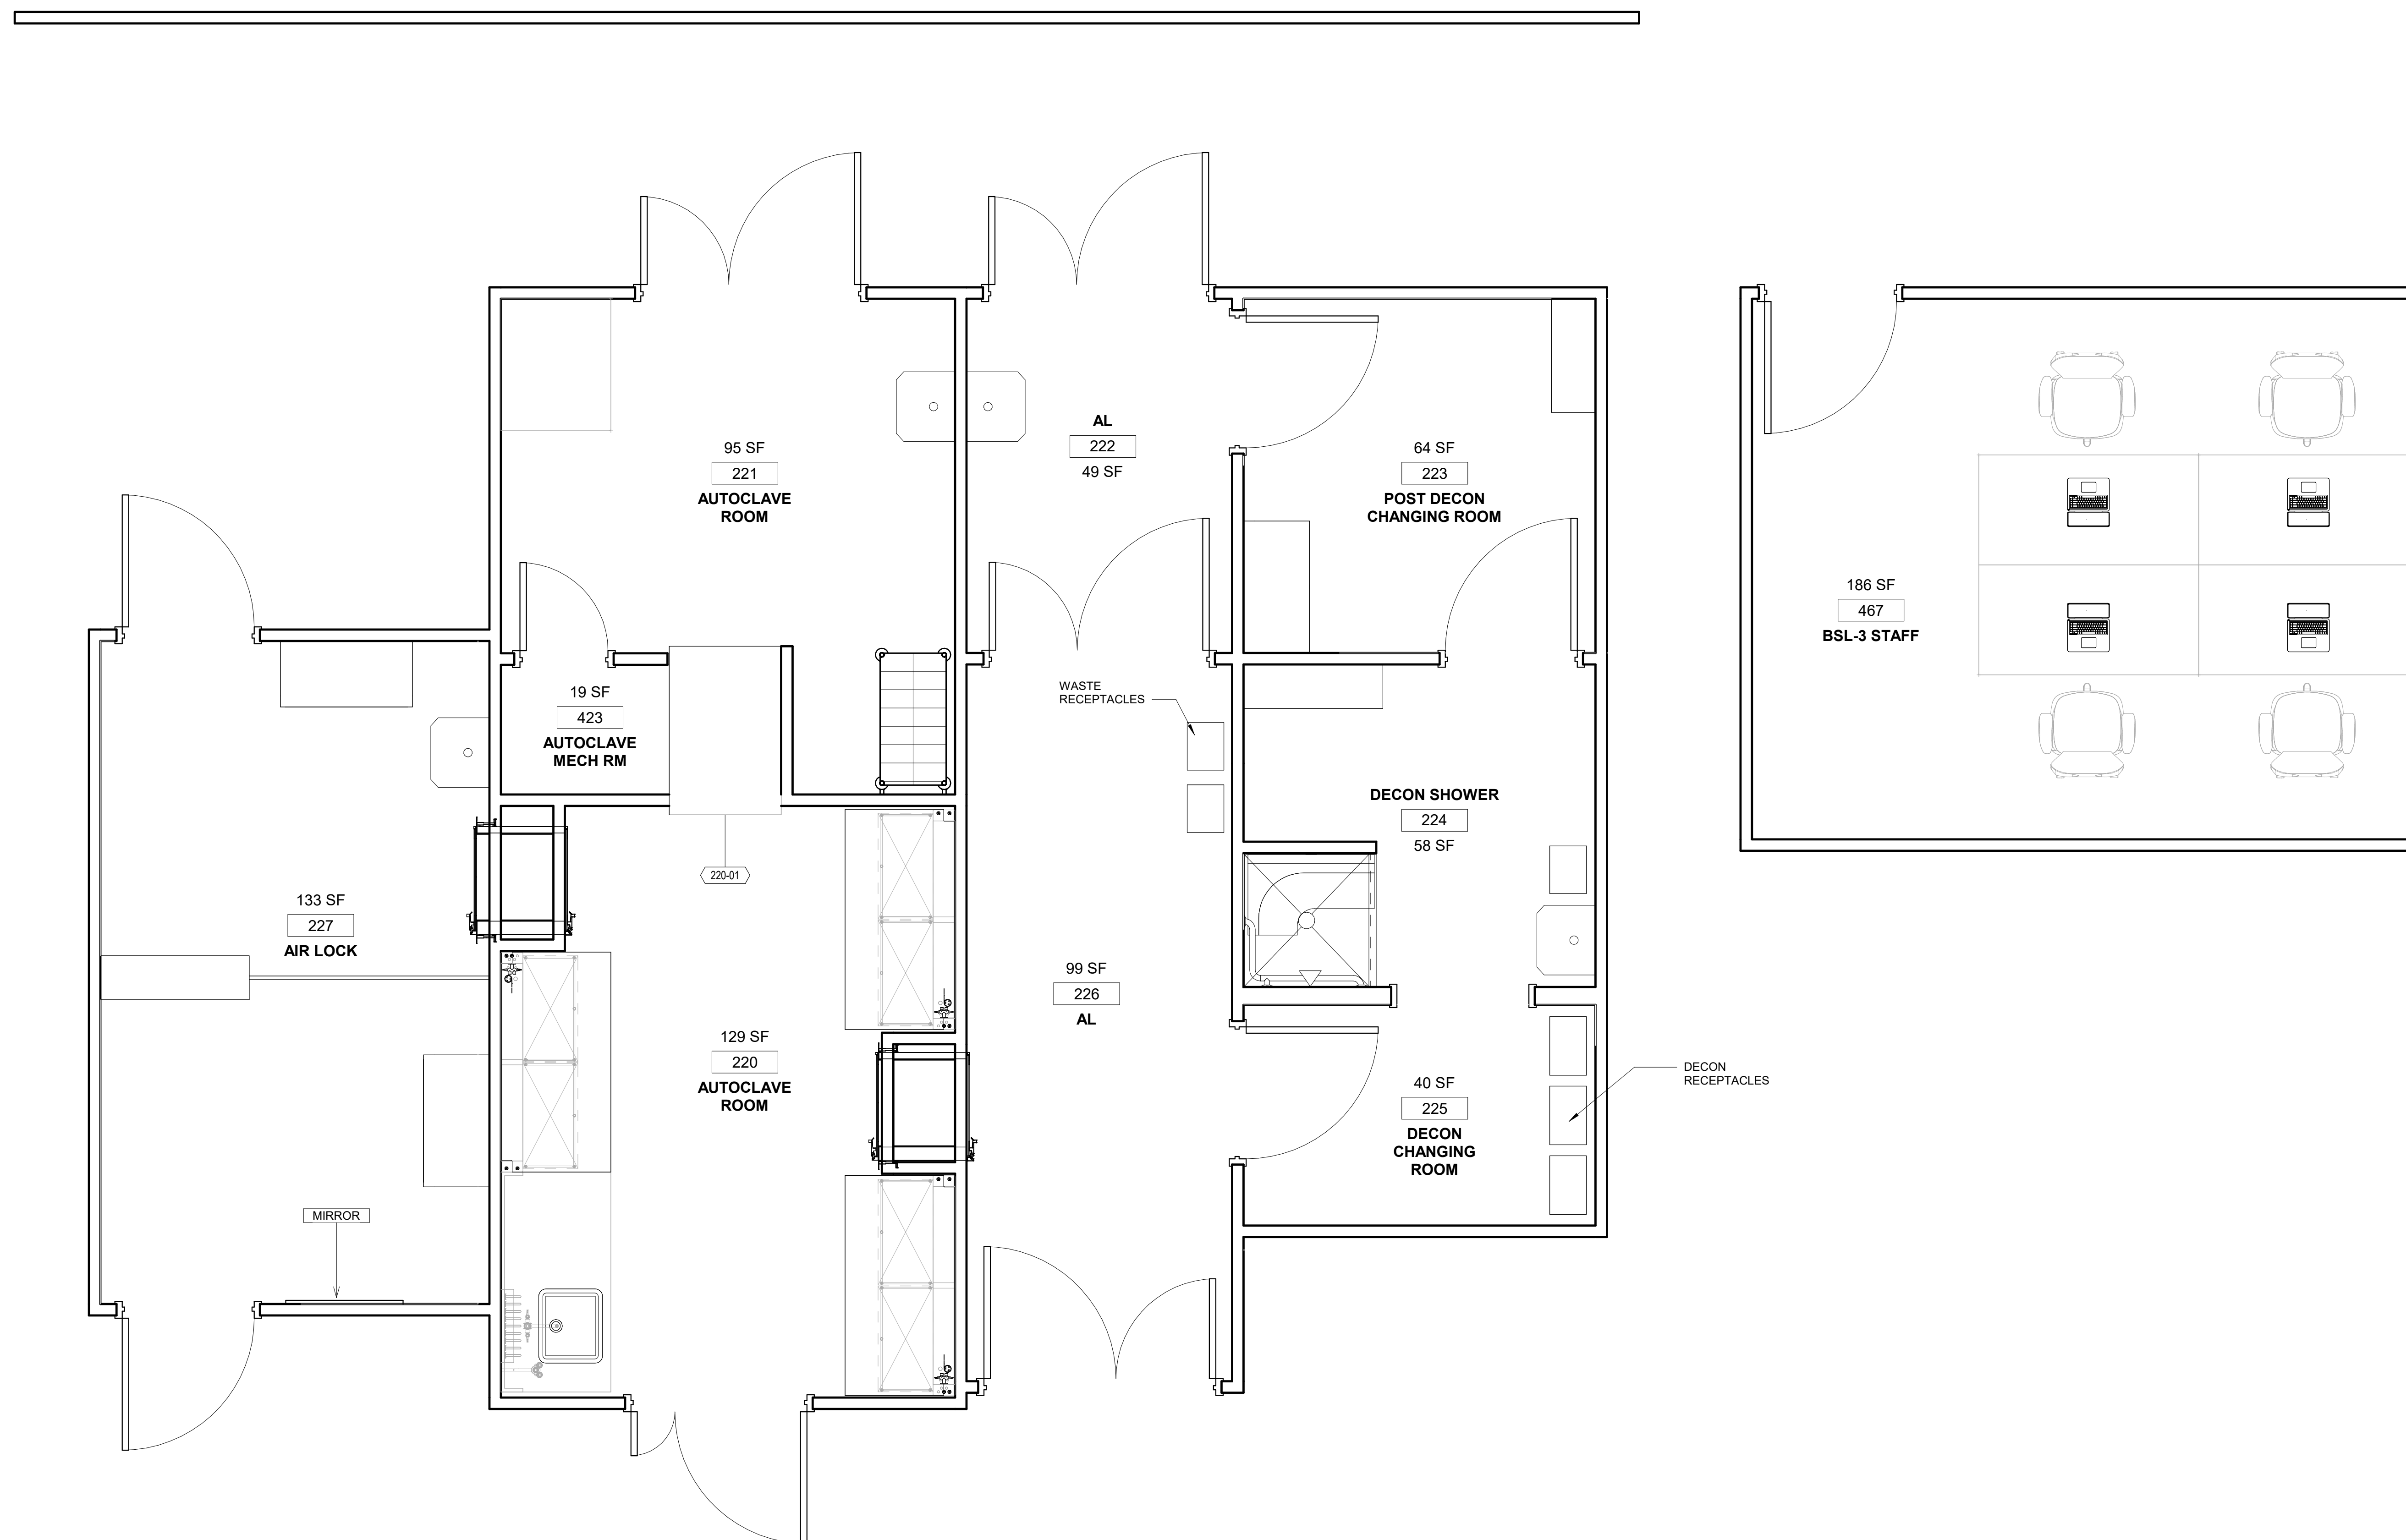 95 SF
221
AUTOCLAVE
ROOM
AL
222
49 SF
64 SF
223
POST DECON
CHANGING ROOM
186 SF
467
BSL-3 STAFF
19 SF
423
AUTOCLAVE
MECH RM
WASTE
RECEPTACLES
DECON SHOWER
224
58 SF
220-01
133 SF
227
AIR LOCK
99 SF
226
AL
129 SF
220
AUTOCLAVE
ROOM
40 SF
225
DECON
CHANGING
ROOM
DECON
RECEPTACLES
MIRROR